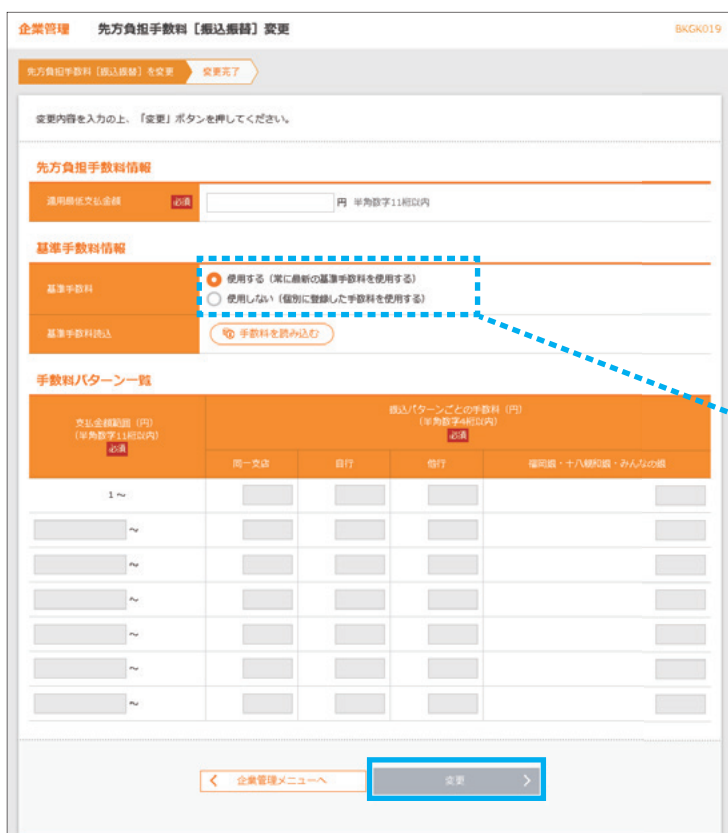 企業管理 先方負担手数料［振込振替］変更 BKGK019
先方負担手数料［振込振替］を変更 変更完了
変更内容を入力の上、「変更」ボタンを押してください。
先方負担手数料情報
適用最低支払金額 必須 円 半角数字11桁以内
基準手数料情報
基準手数料
使用する（常に最新の基準手数料を使用する）
使用しない（個別に登録した手数料を使用する）
基準手数料読込 手数料を読み込む
手数料パターン一覧
支払金額範囲（円）
（半角数字11桁以内）
必須
振込パターンごとの手数料（円）
（半角数字4桁以内）
必須
同一支店 自行 他行 福岡銀・十八親和銀・みんなの銀
1～
～
～
～
～
～
～
企業管理メニューへ 変更